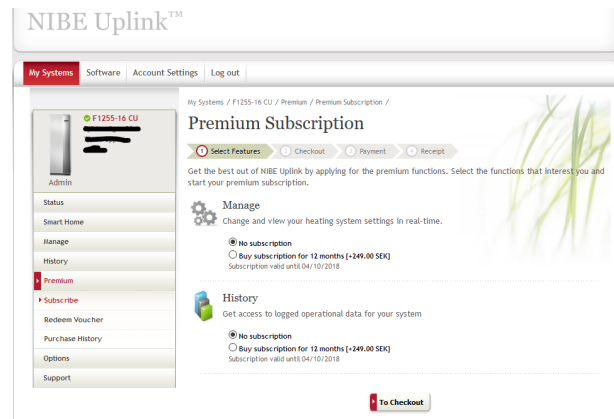 NIBE Uplink™
My Systems Software Account Settings Log out
F1255-16 CU
Admin
Status
Smart Home
Manage
History
Premium
Subscribe
Redeem Voucher
Purchase History
Options
Support
My Systems / F1255-16 CU / Premium / Premium Subscription /
Premium Subscription
1 Select Features 2 Checkout 3 Payment 4 Receipt
Get the best out of NIBE Uplink by applying for the premium functions. Select the functions that interest you and
start your premium subscription.
Manage
Change and view your heating system settings in real-time.
No subscription
Buy subscription for 12 months [+249.00 SEK]
Subscription valid until 04/10/2018
History
Get access to logged operational data for your system
No subscription
Buy subscription for 12 months [+249.00 SEK]
Subscription valid until 04/10/2018
To Checkout